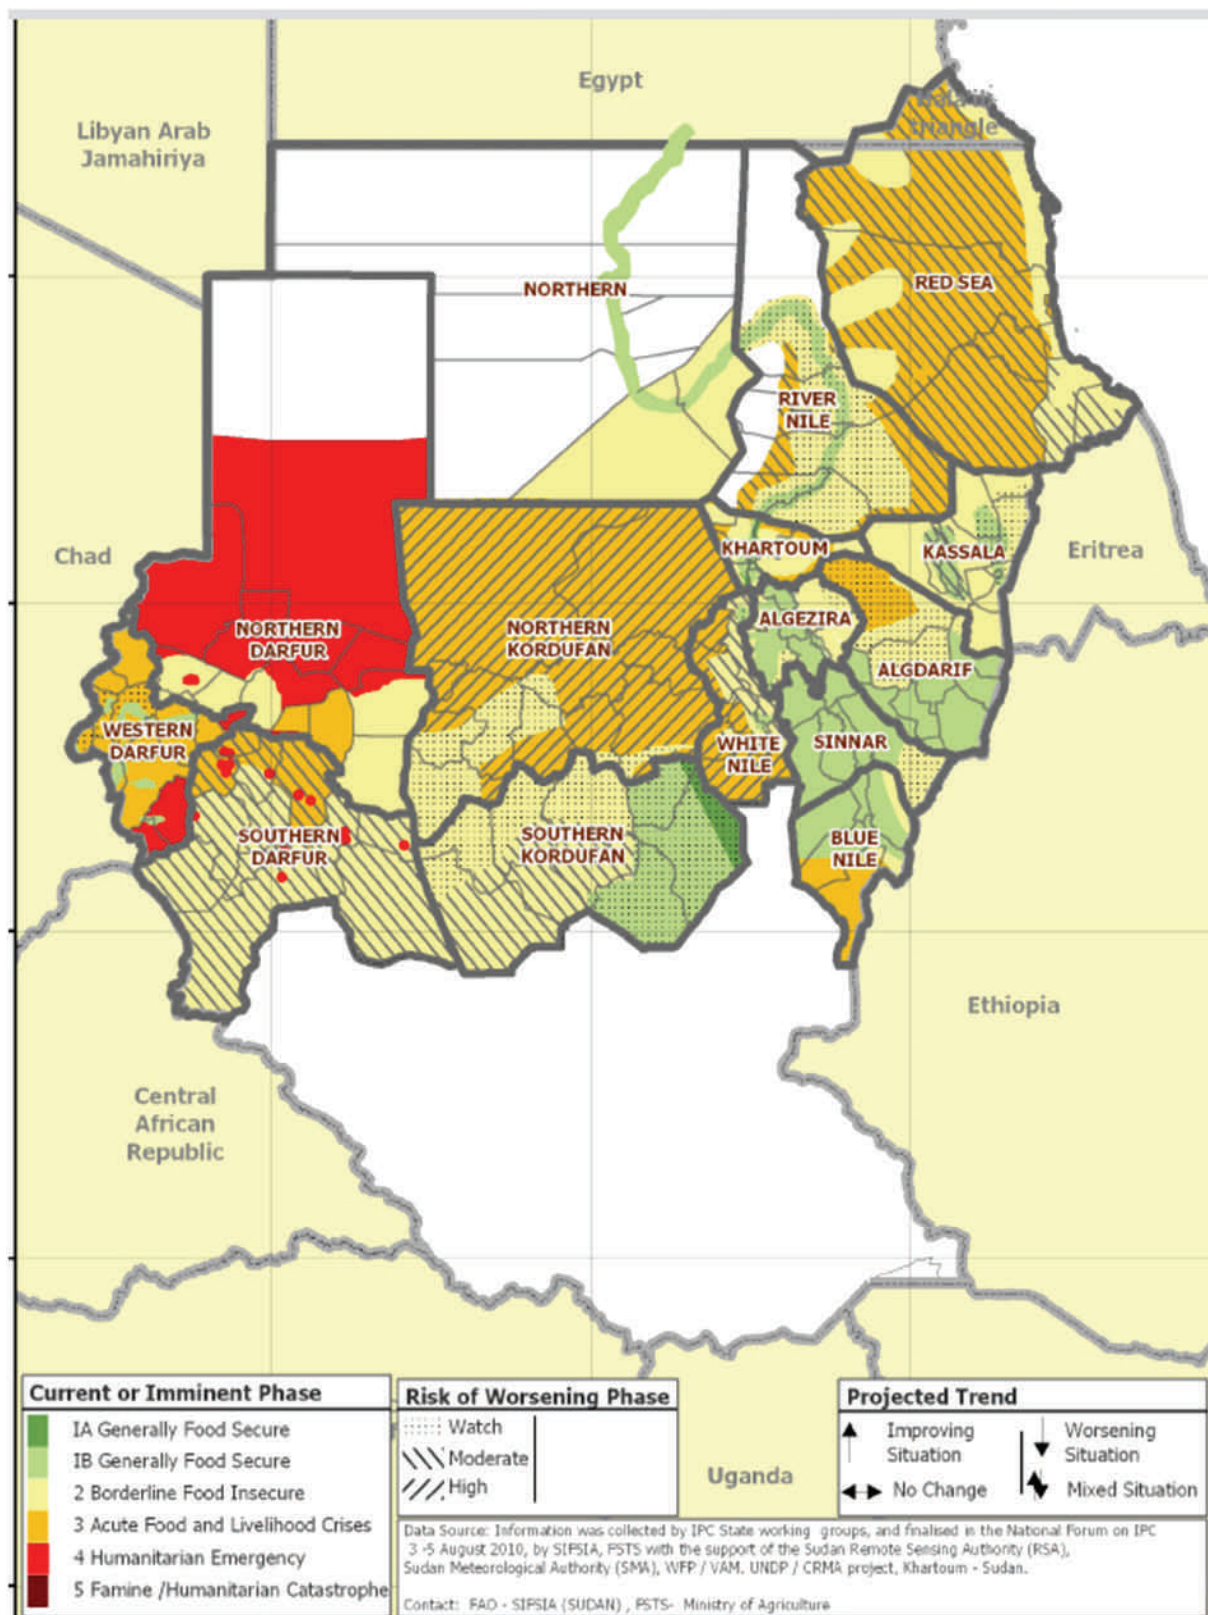 Egypt
Libyan Arab
Jamahiriya
Triangle
NORTHERN
RED SEA
RIVER
NILE
Chad
KHARTOUM
KASSALA
Eritrea
NORTHERN
DARFUR
NORTHERN
KORDUFAN
ALGEZIRA
ALGDARIF
WESTERN
DARFUR
WHITE
NILE
SINNAR
SOUTHERN
DARFUR
SOUTHERN
KORDUFAN
BLUE
NILE
Ethiopia
Central
African
Republic
Uganda
Current or Imminent Phase
IA Generally Food Secure
IB Generally Food Secure
2 Borderline Food Insecure
3 Acute Food and Livelihood Crises
4 Humanitarian Emergency
5 Famine /Humanitarian Catastrophe
Risk of Worsening Phase
Watch
Moderate
High
Projected Trend
Improving
Situation
Worsening
Situation
No Change
Mixed Situation
Data Source: Information was collected by IPC State working groups, and finalised in the National Forum on IPC
3 -5 August 2010, by SIFSIA, FSTS with the support of the Sudan Remote Sensing Authority (RSA),
Sudan Meteorological Authority (SMA), WFP / VAM. UNDP / CRMA project, Khartoum - Sudan.
Contact: FAO - SIFSIA (SUDAN) , FSTS- Ministry of Agriculture